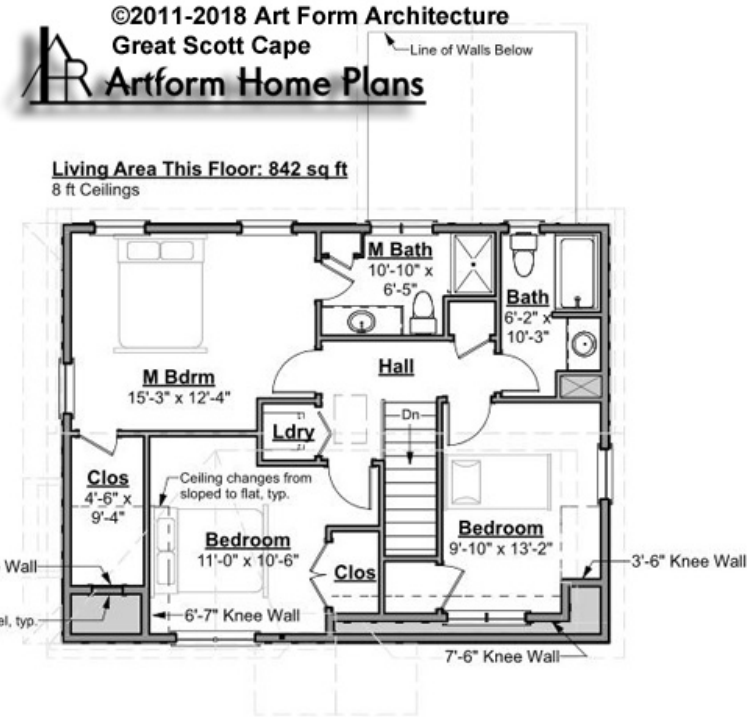 ©2011-2018 Art Form Architecture
Great Scott Cape
AR Artform Home Plans
Line of Walls Below
Living Area This Floor: 842 sq ft
8 ft Ceilings
M Bath
10'-10" x
6'-5"
Bath
6'-2" x
10'-3"
Hall
M Bdrm
15'-3" x 12'-4"
Dn
Ldry
Clos
4'-6" x
9'-4"
Ceiling changes from
sloped to flat, typ.
Bedroom
11'-0" x 10'-6"
Bedroom
9'-10" x 13'-2"
Clos
Wall
3'-6" Knee Wall
6'-7" Knee Wall
typ.
7'-6" Knee Wall